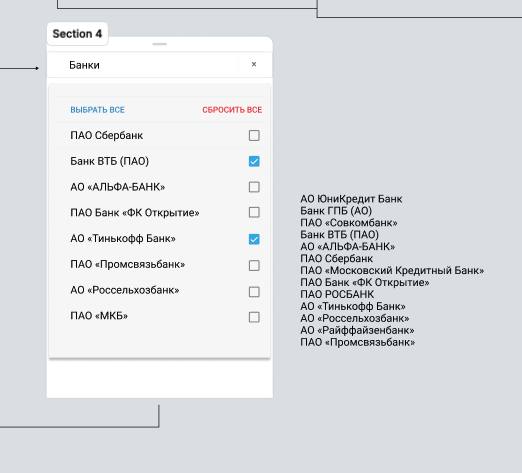 Section 4
Банки ×
ВЫБРАТЬ ВСЕ СБРОСИТЬ ВСЕ
ПАО Сбербанк
Банк ВТБ (ПАО)
АО «АЛЬФА-БАНК»
ПАО Банк «ФК Открытие»
АО «Тинькофф Банк»
ПАО «Промсвязьбанк»
АО «Россельхозбанк»
ПАО «МКБ»
АО ЮниКредит Банк
Банк ГПБ (АО)
ПАО «Совкомбанк»
Банк ВТБ (ПАО)
АО «АЛЬФА-БАНК»
ПАО Сбербанк
ПАО «Московский Кредитный Банк»
ПАО Банк «ФК Открытие»
ПАО РОСБАНК
АО «Тинькофф Банк»
АО «Россельхозбанк»
АО «Райффайзенбанк»
ПАО «Промсвязьбанк»